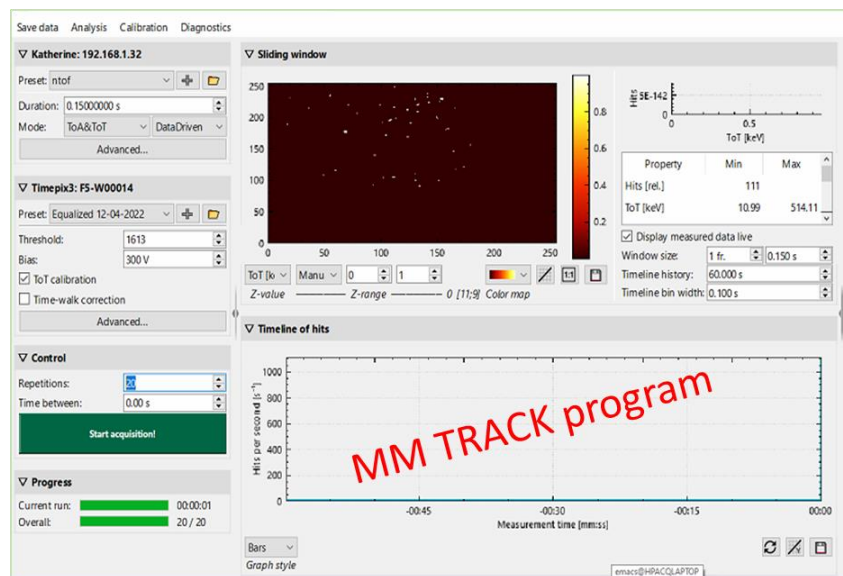 Save data Analysis Calibration Diagnostics
▽ Katherine: 192.168.1.32
Preset: ntof
Duration: 0.15000000 s
Mode: ToA&ToT DataDriven
Advanced...
▽ Timepix3: F5-W00014
Preset: Equalized 12-04-2022
Threshold: 1613
Bias: 300 V
ToT calibration
Time-walk correction
Advanced...
▽ Control
Repetitions: 20
Time between: 0.00 s
Start acquisition!
▽ Progress
Current run: 00:00:01
Overall: 20 / 20
▽ Sliding window
250
200
150
100
50
0
0 50 100 150 200 250
0.8
0.6
0.4
0.2
ToT [k Manu 0 1 1:1
Z-value Z-range 0 [11;9] Color map
Hits
5E-142
0
0 0.5
ToT [keV]
Property Min Max
Hits [rel.] 111
ToT [keV] 10.99 514.11
Display measured data live
Window size: 1 fr. 0.150 s
Timeline history: 60.000 s
Timeline bin width: 0.100 s
▽ Timeline of hits
Hits per second [s⁻¹]
1000
800
600
400
200
0
-00:45 -00:30 -00:15 00:00
Measurement time [mm:ss]
MM TRACK program
Bars
Graph style
emacs@HPACQLAPTOP